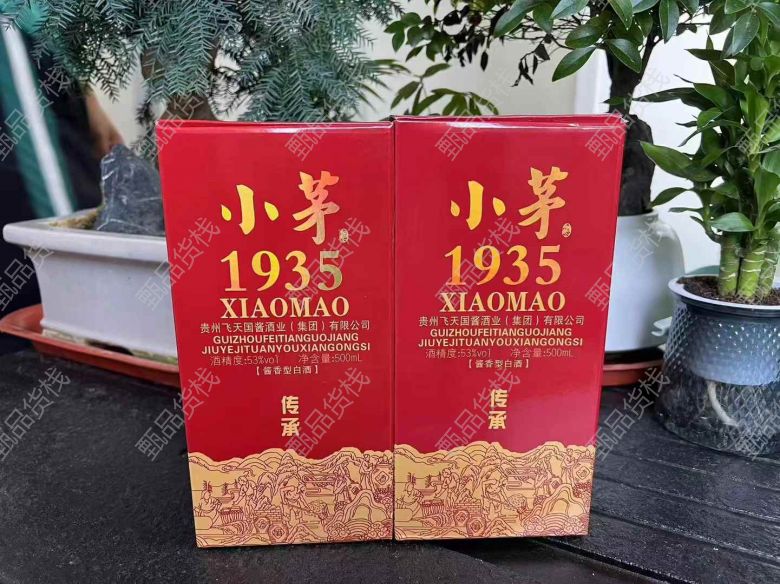 小茅
1935
XIAOMAO
贵州飞天国酱酒业（集团）有限公司
GUIZHOUFEITIANGUOJIANG
JIUYEJITUANYOUXIANGONGSI
酒精度:53%vol 净含量:500mL
【酱香型白酒】
传承
小茅
1935
XIAOMAO
贵州飞天国酱酒业（集团）有限公司
GUIZHOUFEITIANGUOJIANG
JIUYEJITUANYOUXIANGONGSI
酒精度:53%vol 净含量:500mL
【酱香型白酒】
传承
甄品货栈